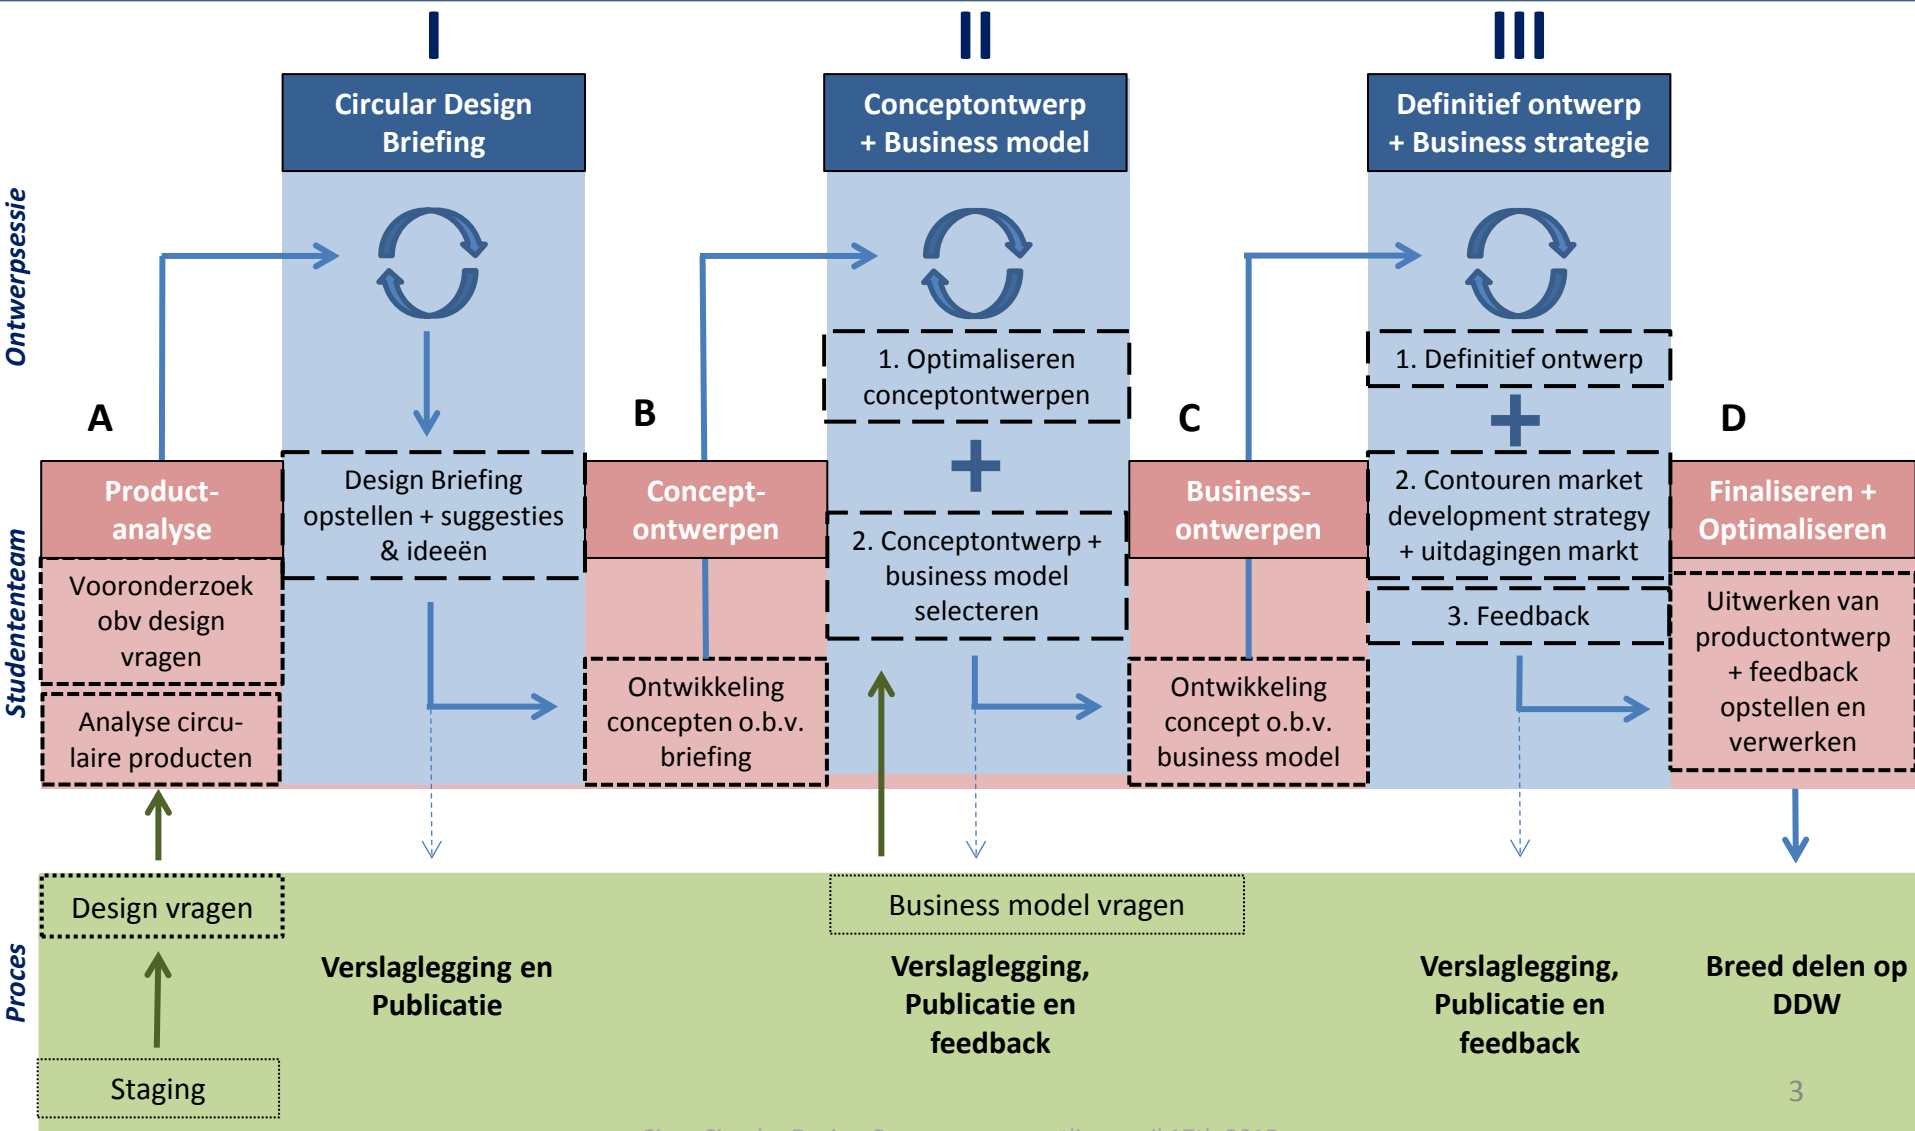 I
II
III
Circular Design
Briefing
Conceptontwerp
+ Business model
Definitief ontwerp
+ Business strategie
Ontwerpsessie
1. Optimaliseren
conceptontwerpen
1. Definitief ontwerp
A
B
C
D
Product-
analyse
Design Briefing
opstellen + suggesties
& ideeën
Concept-
ontwerpen
2. Conceptontwerp +
business model
selecteren
Business-
ontwerpen
2. Contouren market
development strategy
+ uitdagingen markt
3. Feedback
Finaliseren +
Optimaliseren
Studententeam
Vooronderzoek
obv design
vragen
Analyse circu-
laire producten
Ontwikkeling
concepten o.b.v.
briefing
Ontwikkeling
concept o.b.v.
business model
Uitwerken van
productontwerp
+ feedback
opstellen en
verwerken
Proces
Design vragen
Business model vragen
Verslaglegging en
Publicatie
Verslaglegging,
Publicatie en
feedback
Verslaglegging,
Publicatie en
feedback
Breed delen op
DDW
Staging
3